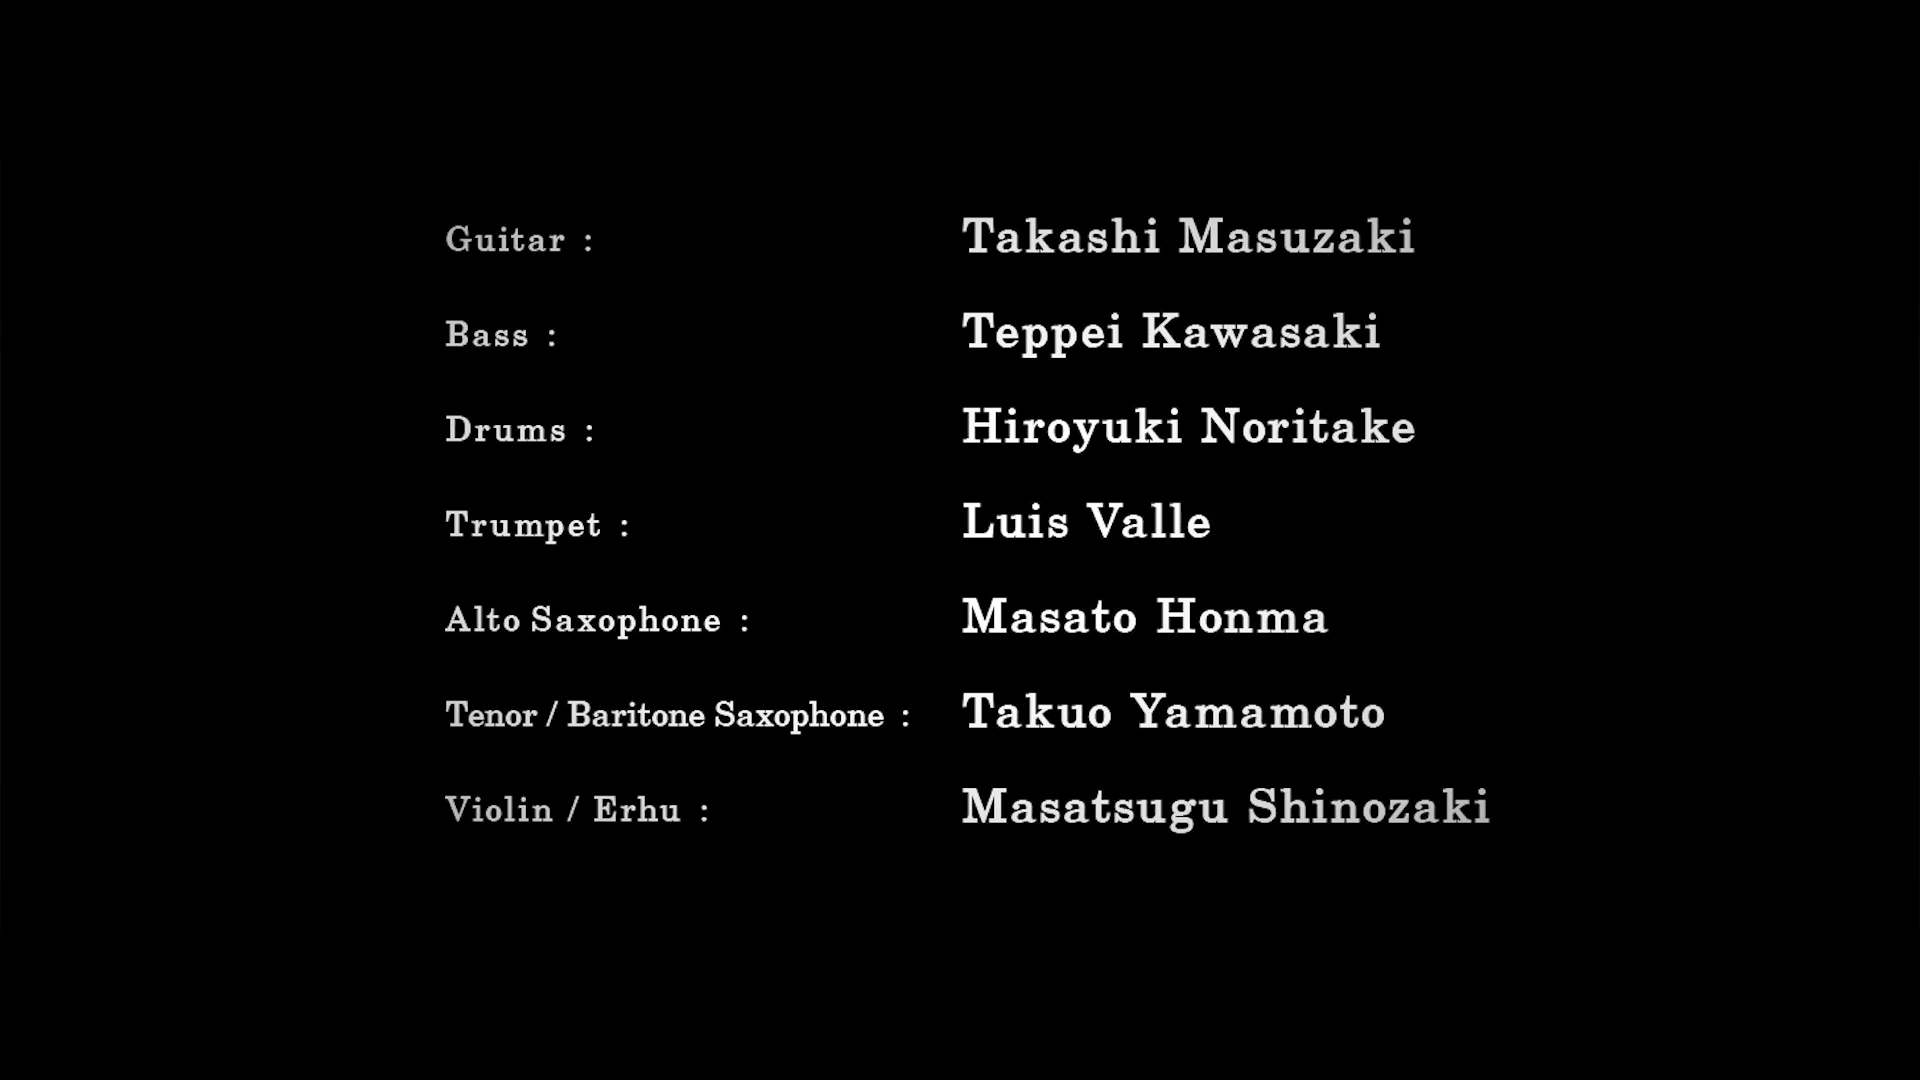 Guitar : Takashi Masuzaki
Bass : Teppei Kawasaki
Drums : Hiroyuki Noritake
Trumpet : Luis Valle
Alto Saxophone : Masato Honma
Tenor / Baritone Saxophone : Takuo Yamamoto
Violin / Erhu : Masatsugu Shinozaki